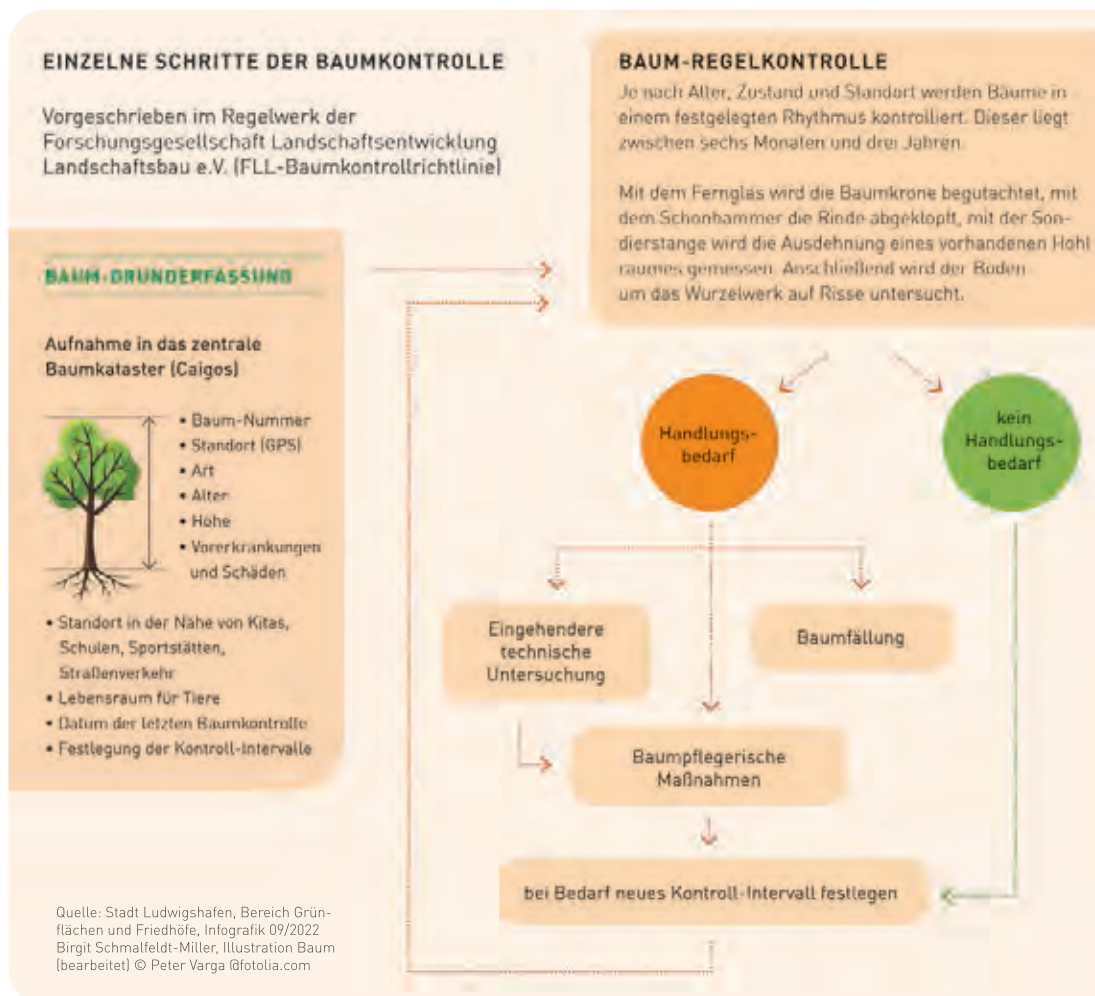 EINZELNE SCHRITTE DER BAUMKONTROLLE
Vorgeschrieben im Regelwerk der
Forschungsgesellschaft Landschaftsentwicklung
Landschaftsbau e.V. (FLL-Baumkontrollrichtlinie)
BAUM-GRUNDERFASSUNG
Aufnahme in das zentrale
Baumkataster (Caigos)
• Baum-Nummer
• Standort (GPS)
• Art
• Alter
• Höhe
• Vorerkrankungen
und Schäden
• Standort in der Nähe von Kitas,
Schulen, Sportstätten,
Straßenverkehr
• Lebensraum für Tiere
• Datum der letzten Baumkontrolle
• Festlegung der Kontroll-Intervalle
BAUM-REGELKONTROLLE
Je nach Alter, Zustand und Standort werden Bäume in
einem festgelegten Rhythmus kontrolliert. Dieser liegt
zwischen sechs Monaten und drei Jahren.
Mit dem Fernglas wird die Baumkrone begutachtet, mit
dem Schonhammer die Rinde abgeklopft, mit der Son-
dierstange wird die Ausdehnung eines vorhandenen Hohl
raumes gemessen. Anschließend wird der Boden
um das Wurzelwerk auf Risse untersucht.
Handlungs-
bedarf
kein
Handlungs-
bedarf
Eingehendere
technische
Untersuchung
Baumfällung
Baumpflegerische
Maßnahmen
bei Bedarf neues Kontroll-Intervall festlegen
Quelle: Stadt Ludwigshafen, Bereich Grün-
flächen und Friedhöfe, Infografik 09/2022
Birgit Schmalfeldt-Miller, Illustration Baum
(bearbeitet) © Peter Varga @fotolia.com